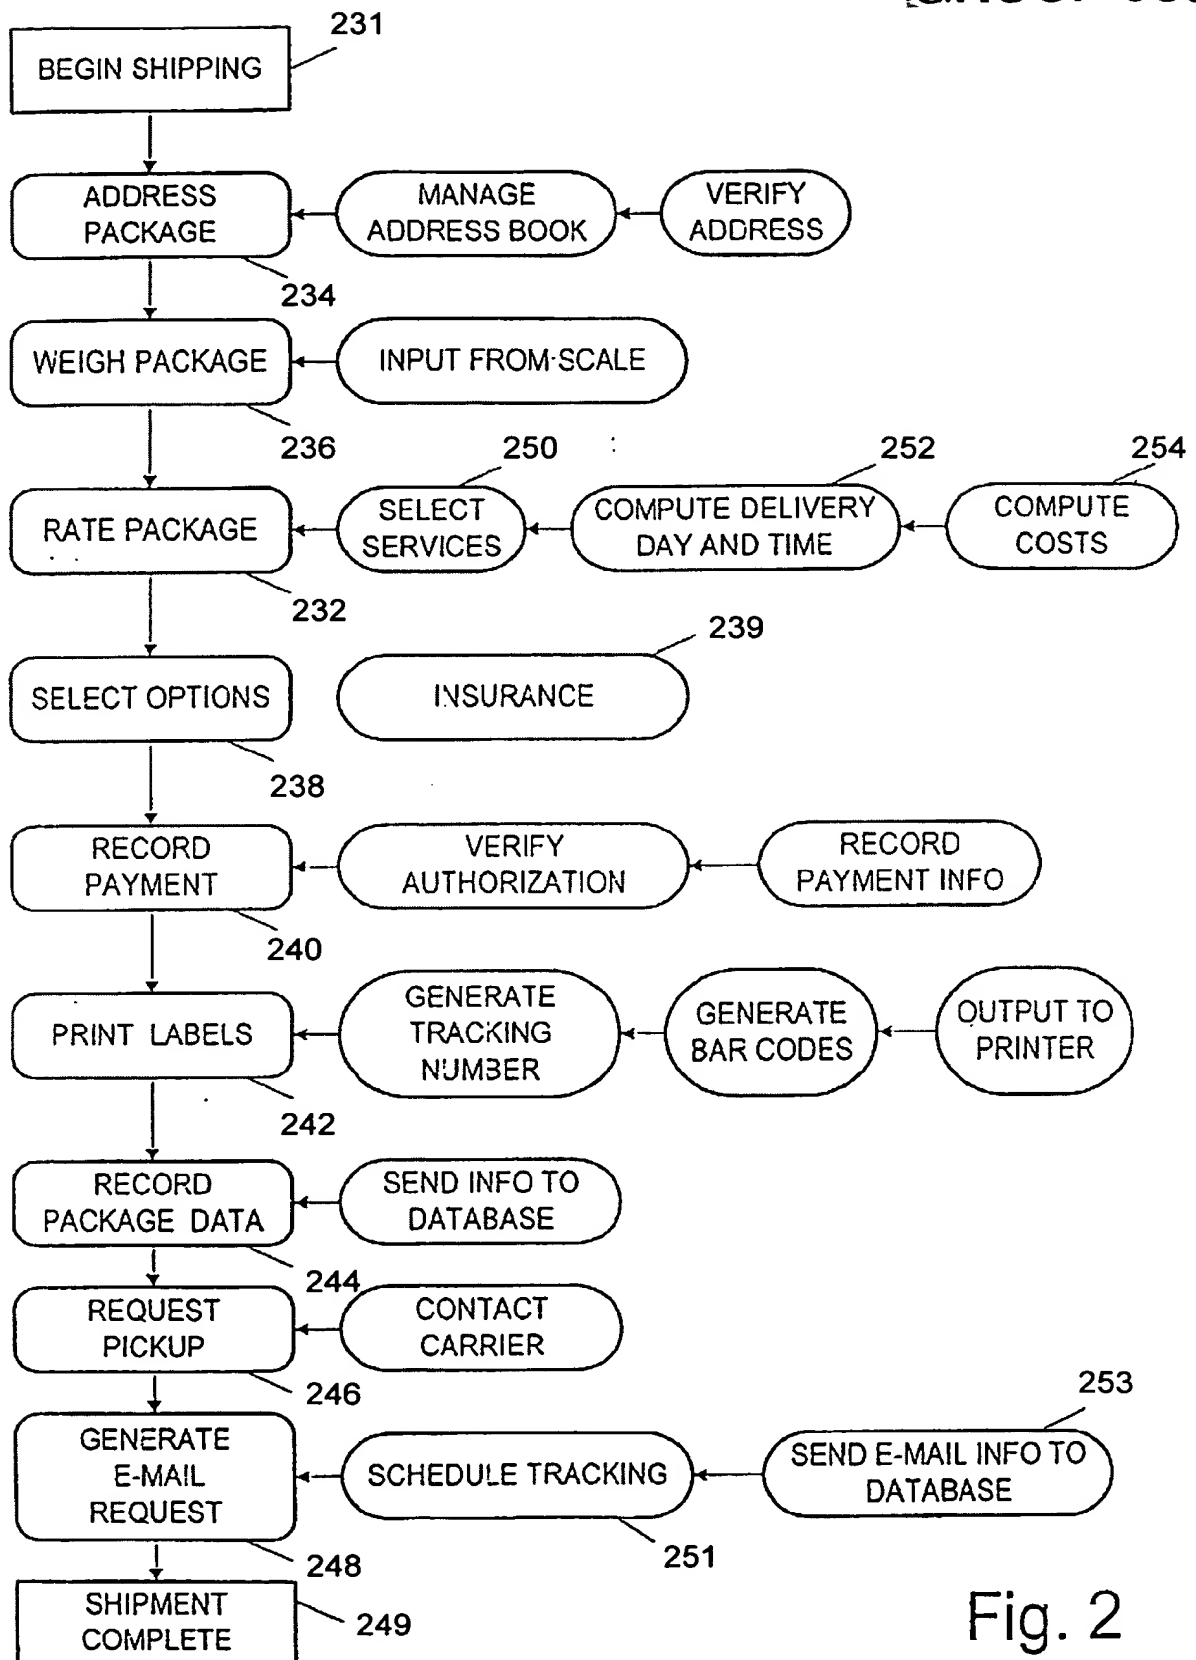 231
BEGIN SHIPPING
ADDRESS
PACKAGE
MANAGE
ADDRESS BOOK
VERIFY
ADDRESS
234
WEIGH PACKAGE
INPUT FROM SCALE
236
250
252
254
RATE PACKAGE
SELECT
SERVICES
COMPUTE DELIVERY
DAY AND TIME
COMPUTE
COSTS
232
239
SELECT OPTIONS
INSURANCE
238
RECORD
PAYMENT
VERIFY
AUTHORIZATION
RECORD
PAYMENT INFO
240
PRINT LABELS
GENERATE
TRACKING
NUMBER
GENERATE
BAR CODES
OUTPUT TO
PRINTER
242
RECORD
PACKAGE DATA
SEND INFO TO
DATABASE
244
REQUEST
PICKUP
CONTACT
CARRIER
246
253
GENERATE
E-MAIL
REQUEST
SCHEDULE TRACKING
SEND E-MAIL INFO TO
DATABASE
248
251
SHIPMENT
COMPLETE
249
Fig. 2